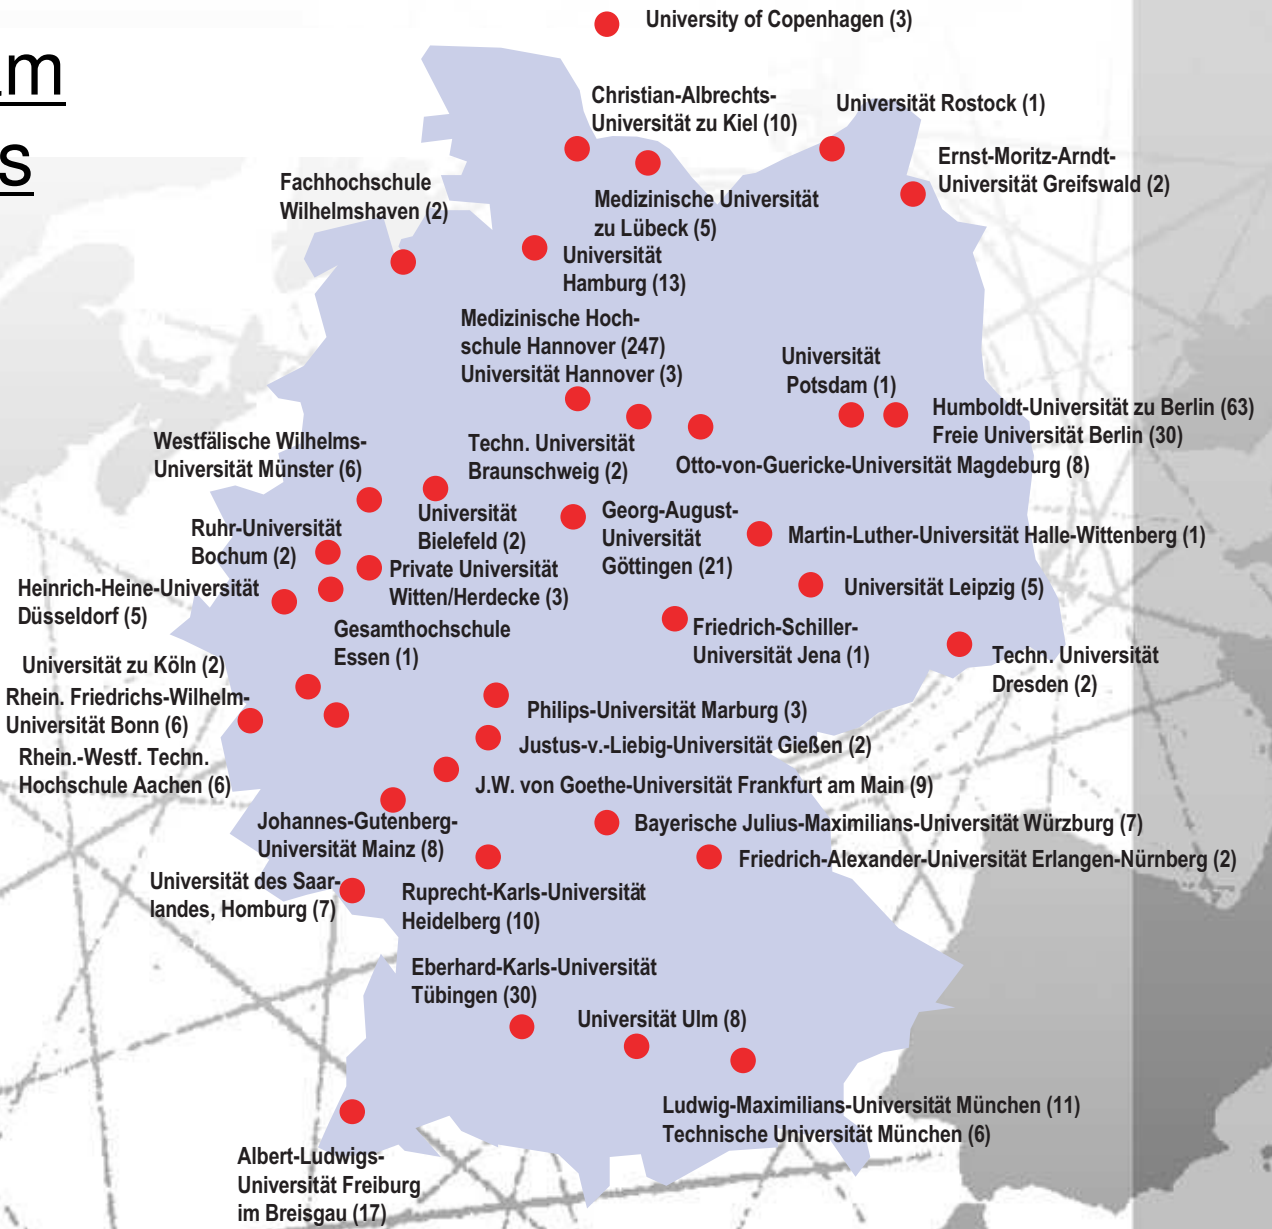 am
s
University of Copenhagen (3)
Christian-Albrechts-
Universität zu Kiel (10)
Universität Rostock (1)
Ernst-Moritz-Arndt-
Universität Greifswald (2)
Fachhochschule
Wilhelmshaven (2)
Medizinische Universität
zu Lübeck (5)
Universität
Hamburg (13)
Medizinische Hoch-
schule Hannover (247)
Universität Hannover (3)
Universität
Potsdam (1)
Humboldt-Universität zu Berlin (63)
Freie Universität Berlin (30)
Westfälische Wilhelms-
Universität Münster (6)
Techn. Universität
Braunschweig (2)
Otto-von-Guericke-Universität Magdeburg (8)
Ruhr-Universität
Bochum (2)
Universität
Bielefeld (2)
Georg-August-
Universität
Göttingen (21)
Martin-Luther-Universität Halle-Wittenberg (1)
Heinrich-Heine-Universität
Düsseldorf (5)
Private Universität
Witten/Herdecke (3)
Universität Leipzig (5)
Gesamthochschule
Essen (1)
Friedrich-Schiller-
Universität Jena (1)
Techn. Universität
Dresden (2)
Universität zu Köln (2)
Rhein. Friedrichs-Wilhelm-
Universität Bonn (6)
Rhein.-Westf. Techn.
Hochschule Aachen (6)
Philips-Universität Marburg (3)
Justus-v.-Liebig-Universität Gießen (2)
J.W. von Goethe-Universität Frankfurt am Main (9)
Johannes-Gutenberg-
Universität Mainz (8)
Bayerische Julius-Maximilians-Universität Würzburg (7)
Friedrich-Alexander-Universität Erlangen-Nürnberg (2)
Universität des Saar-
landes, Homburg (7)
Ruprecht-Karls-Universität
Heidelberg (10)
Eberhard-Karls-Universität
Tübingen (30)
Universität Ulm (8)
Ludwig-Maximilians-Universität München (11)
Technische Universität München (6)
Albert-Ludwigs-
Universität Freiburg
im Breisgau (17)